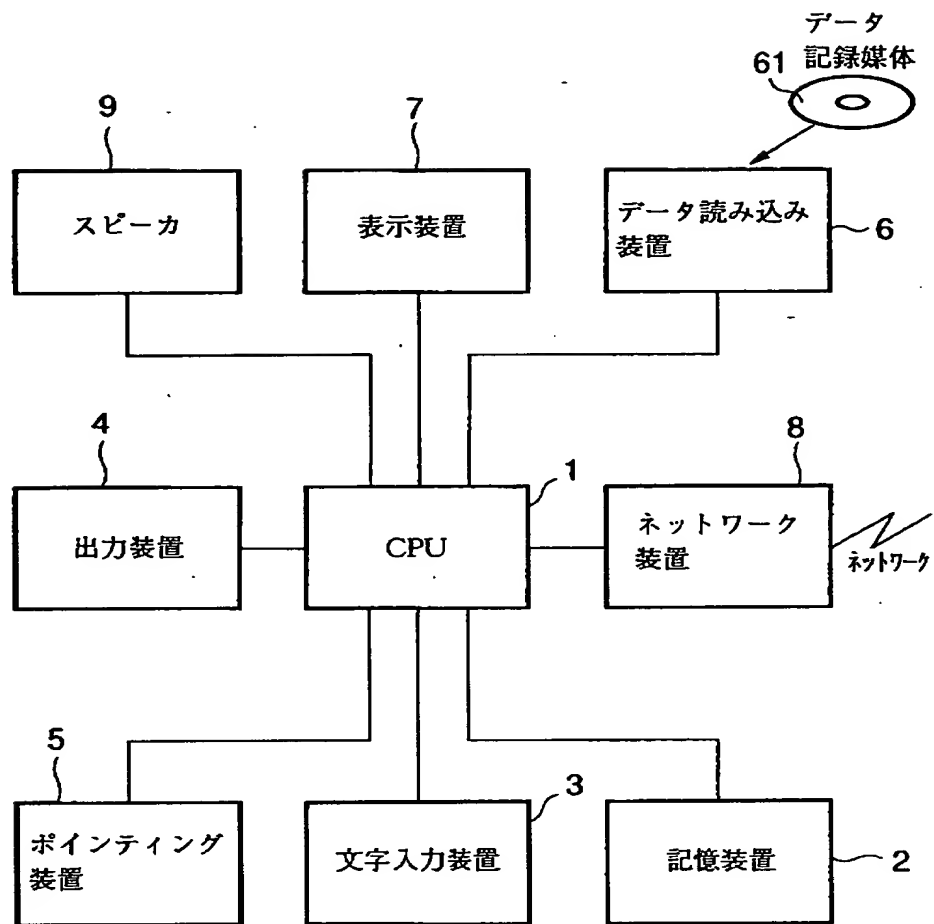 データ
記録媒体
61
9
7
スピーカ
表示装置
データ読み込み
装置
6
4
1
8
出力装置
CPU
ネットワーク
装置
ネットワーク
5
3
ポインティング
装置
文字入力装置
記憶装置
2